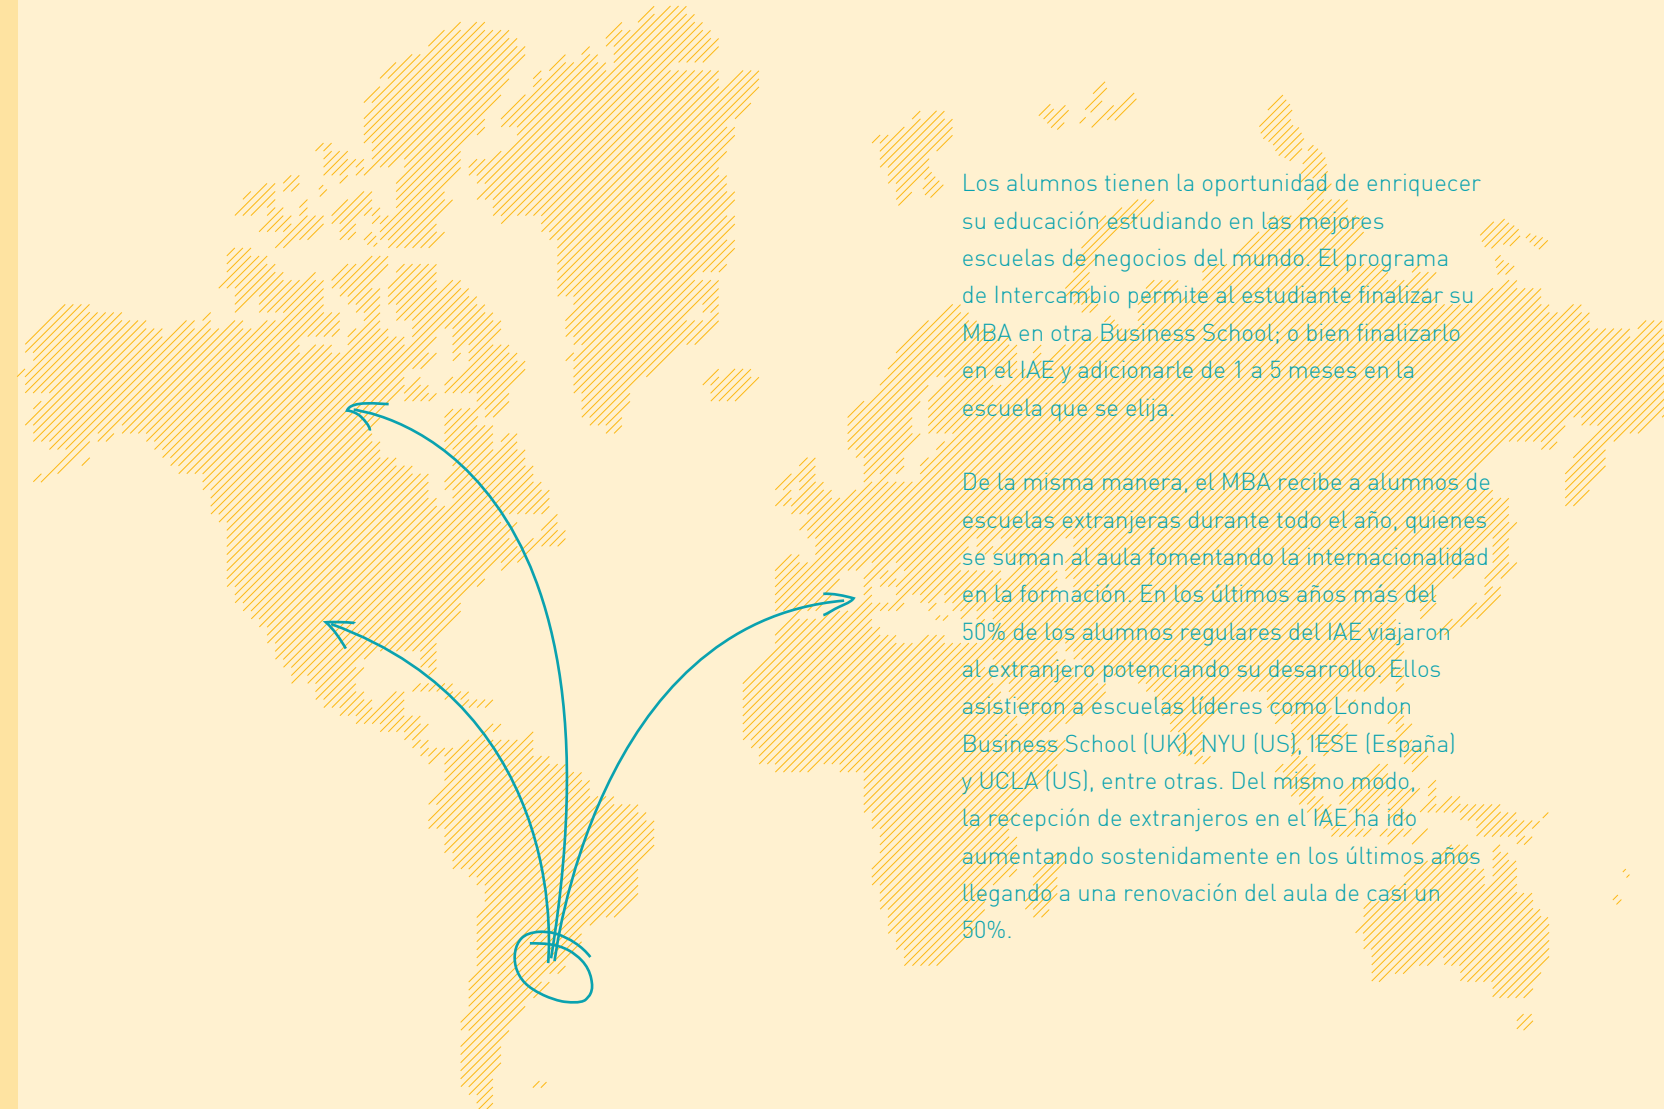 Los alumnos tienen la oportunidad de enriquecer
su educación estudiando en las mejores
escuelas de negocios del mundo. El programa
de Intercambio permite al estudiante finalizar su
MBA en otra Business School; o bien finalizarlo
en el IAE y adicionarle de 1 a 5 meses en la
escuela que se elija.
De la misma manera, el MBA recibe a alumnos de
escuelas extranjeras durante todo el año, quienes
se suman al aula fomentando la internacionalidad
en la formación. En los últimos años más del
50% de los alumnos regulares del IAE viajaron
al extranjero potenciando su desarrollo. Ellos
asistieron a escuelas líderes como London
Business School (UK), NYU (US), IESE (España)
y UCLA (US), entre otras. Del mismo modo,
la recepción de extranjeros en el IAE ha ido
aumentando sostenidamente en los últimos años
llegando a una renovación del aula de casi un
50%.